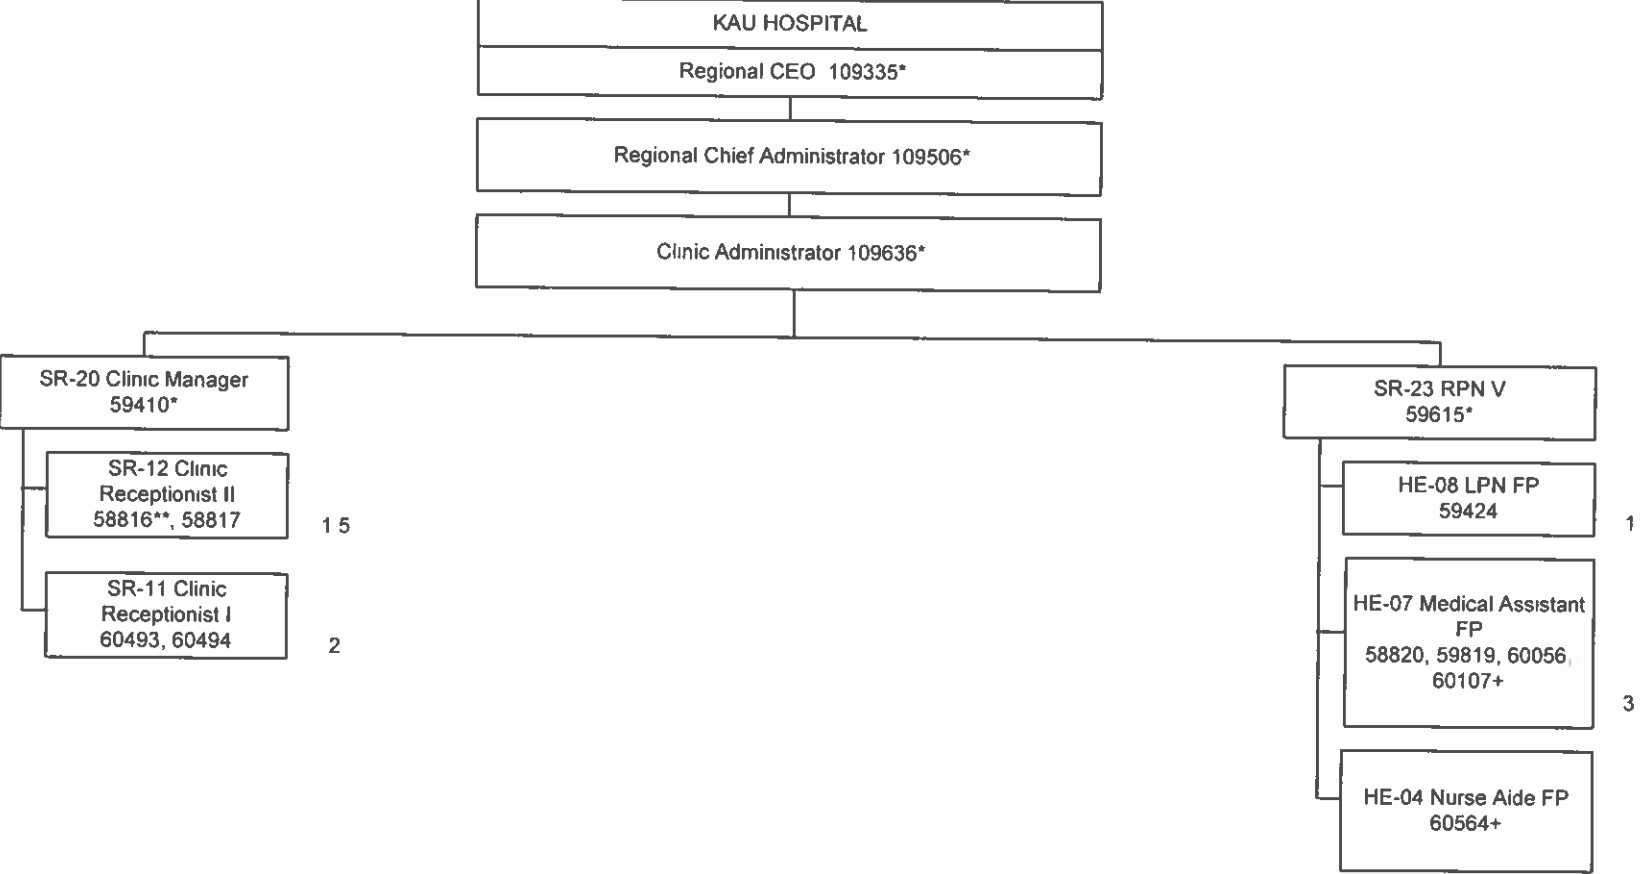 KAU HOSPITAL
Regional CEO 109335*
Regional Chief Administrator 109506*
Clinic Administrator 109636*
SR-20 Clinic Manager
59410*
SR-12 Clinic
Receptionist II
58816**, 58817
1 5
SR-11 Clinic
Receptionist I
60493, 60494
2
SR-23 RPN V
59615*
HE-08 LPN FP
59424
1
HE-07 Medical Assistant
FP
58820, 59819, 60056,
60107+
3
HE-04 Nurse Aide FP
60564+